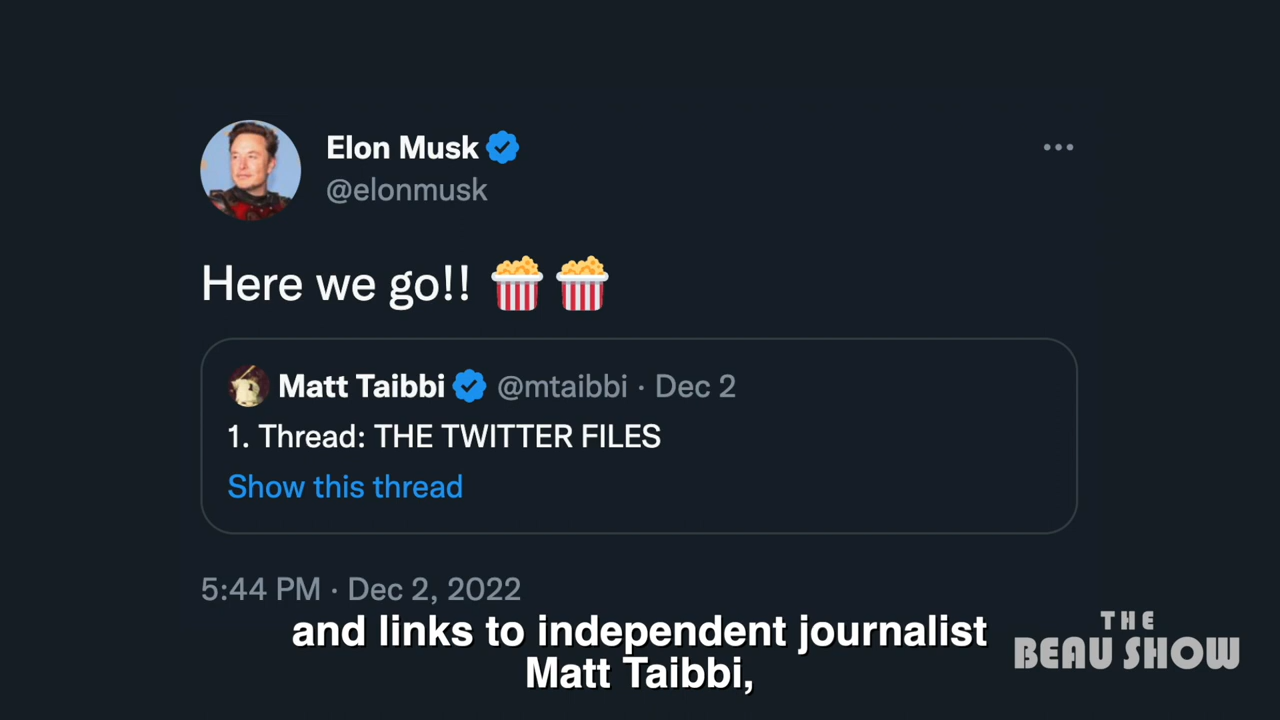 Elon Musk
@elonmusk
Here we go!! 🍿🍿
Matt Taibbi @mtaibbi · Dec 2
1. Thread: THE TWITTER FILES
Show this thread
5:44 PM · Dec 2, 2022
and links to independent journalist
Matt Taibbi,
THE
BEAU SHOW